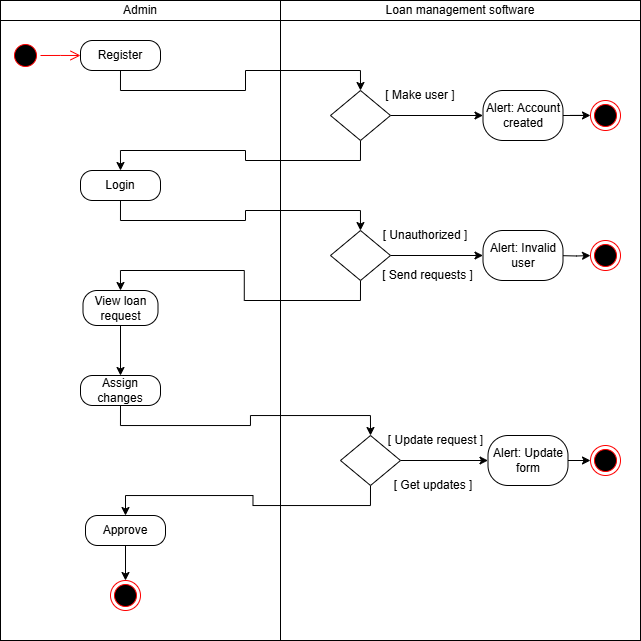 Admin
Loan management software
Register
[ Make user ]
Alert: Account
created
Login
[ Unauthorized ]
Alert: Invalid
user
[ Send requests ]
View loan
request
Assign
changes
[ Update request ]
Alert: Update
form
[ Get updates ]
Approve